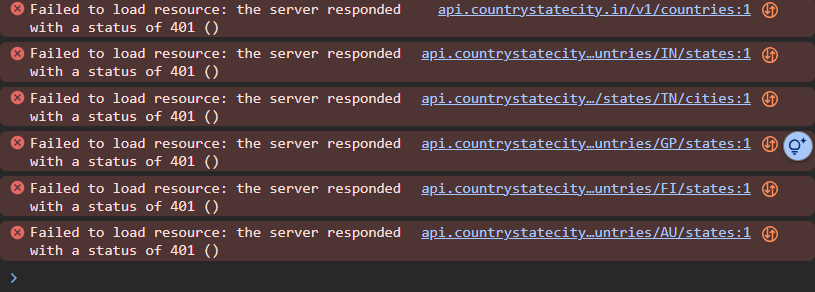 Failed to load resource: the server responded api.countrystatecity.in/v1/countries:1
with a status of 401 ()
Failed to load resource: the server responded api.countrystatecity…untries/IN/states:1
with a status of 401 ()
Failed to load resource: the server responded api.countrystatecity…/states/TN/cities:1
with a status of 401 ()
Failed to load resource: the server responded api.countrystatecity…untries/GP/states:1
with a status of 401 ()
Failed to load resource: the server responded api.countrystatecity…untries/FI/states:1
with a status of 401 ()
Failed to load resource: the server responded api.countrystatecity…untries/AU/states:1
with a status of 401 ()